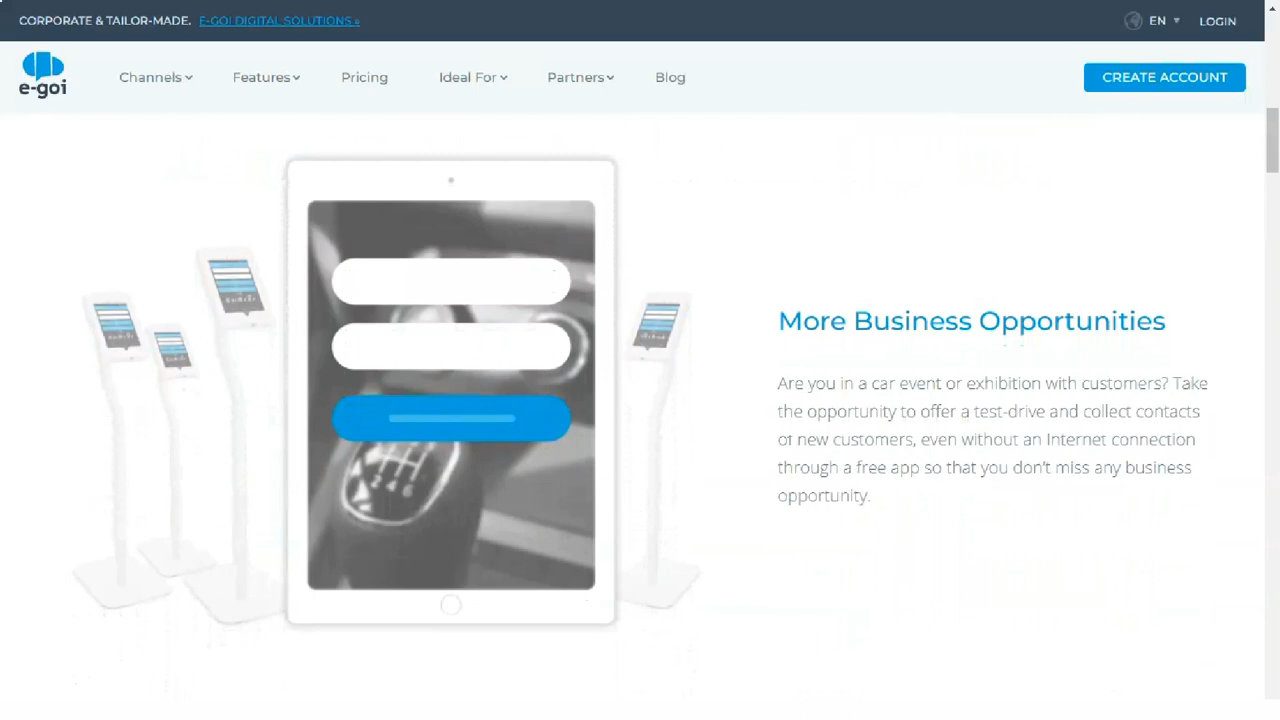 CORPORATE & TAILOR-MADE. E-GOI DIGITAL SOLUTIONS »
EN
LOGIN
e-goi
Channels
Features
Pricing
Ideal For
Partners
Blog
CREATE ACCOUNT
2 4 6
More Business Opportunities
Are you in a car event or exhibition with customers? Take
the opportunity to offer a test-drive and collect contacts
of new customers, even without an Internet connection
through a free app so that you don't miss any business
opportunity.